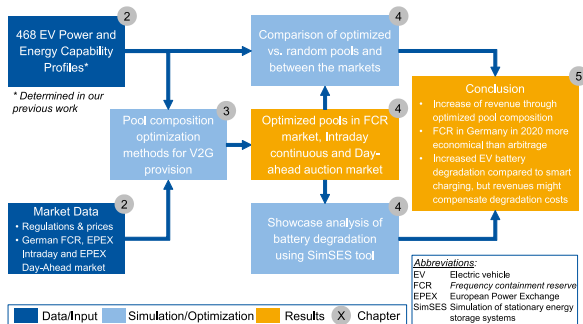 2
468 EV Power and
Energy Capability
Profiles*
* Determined in our
previous work
3
Pool composition
optimization
methods for V2G
provision
2
Market Data
• Regulations & prices
• German FCR, EPEX
Intraday and EPEX
Day-Ahead market
4
Comparison of optimized
vs. random pools and
between the markets
4
Optimized pools in FCR
market, Intraday
continuous and Day-
ahead auction market
4
Showcase analysis of
battery degradation
using SimSES tool
5
Conclusion
• Increase of revenue through
optimized pool composition
• FCR in Germany in 2020 more
economical than arbitrage
• Increased EV battery
degradation compared to smart
charging, but revenues might
compensate degradation costs
Abbreviations:
EV Electric vehicle
FCR Frequency containment reserve
EPEX European Power Exchange
SimSES Simulation of stationary energy
storage systems
Data/Input Simulation/Optimization Results X Chapter